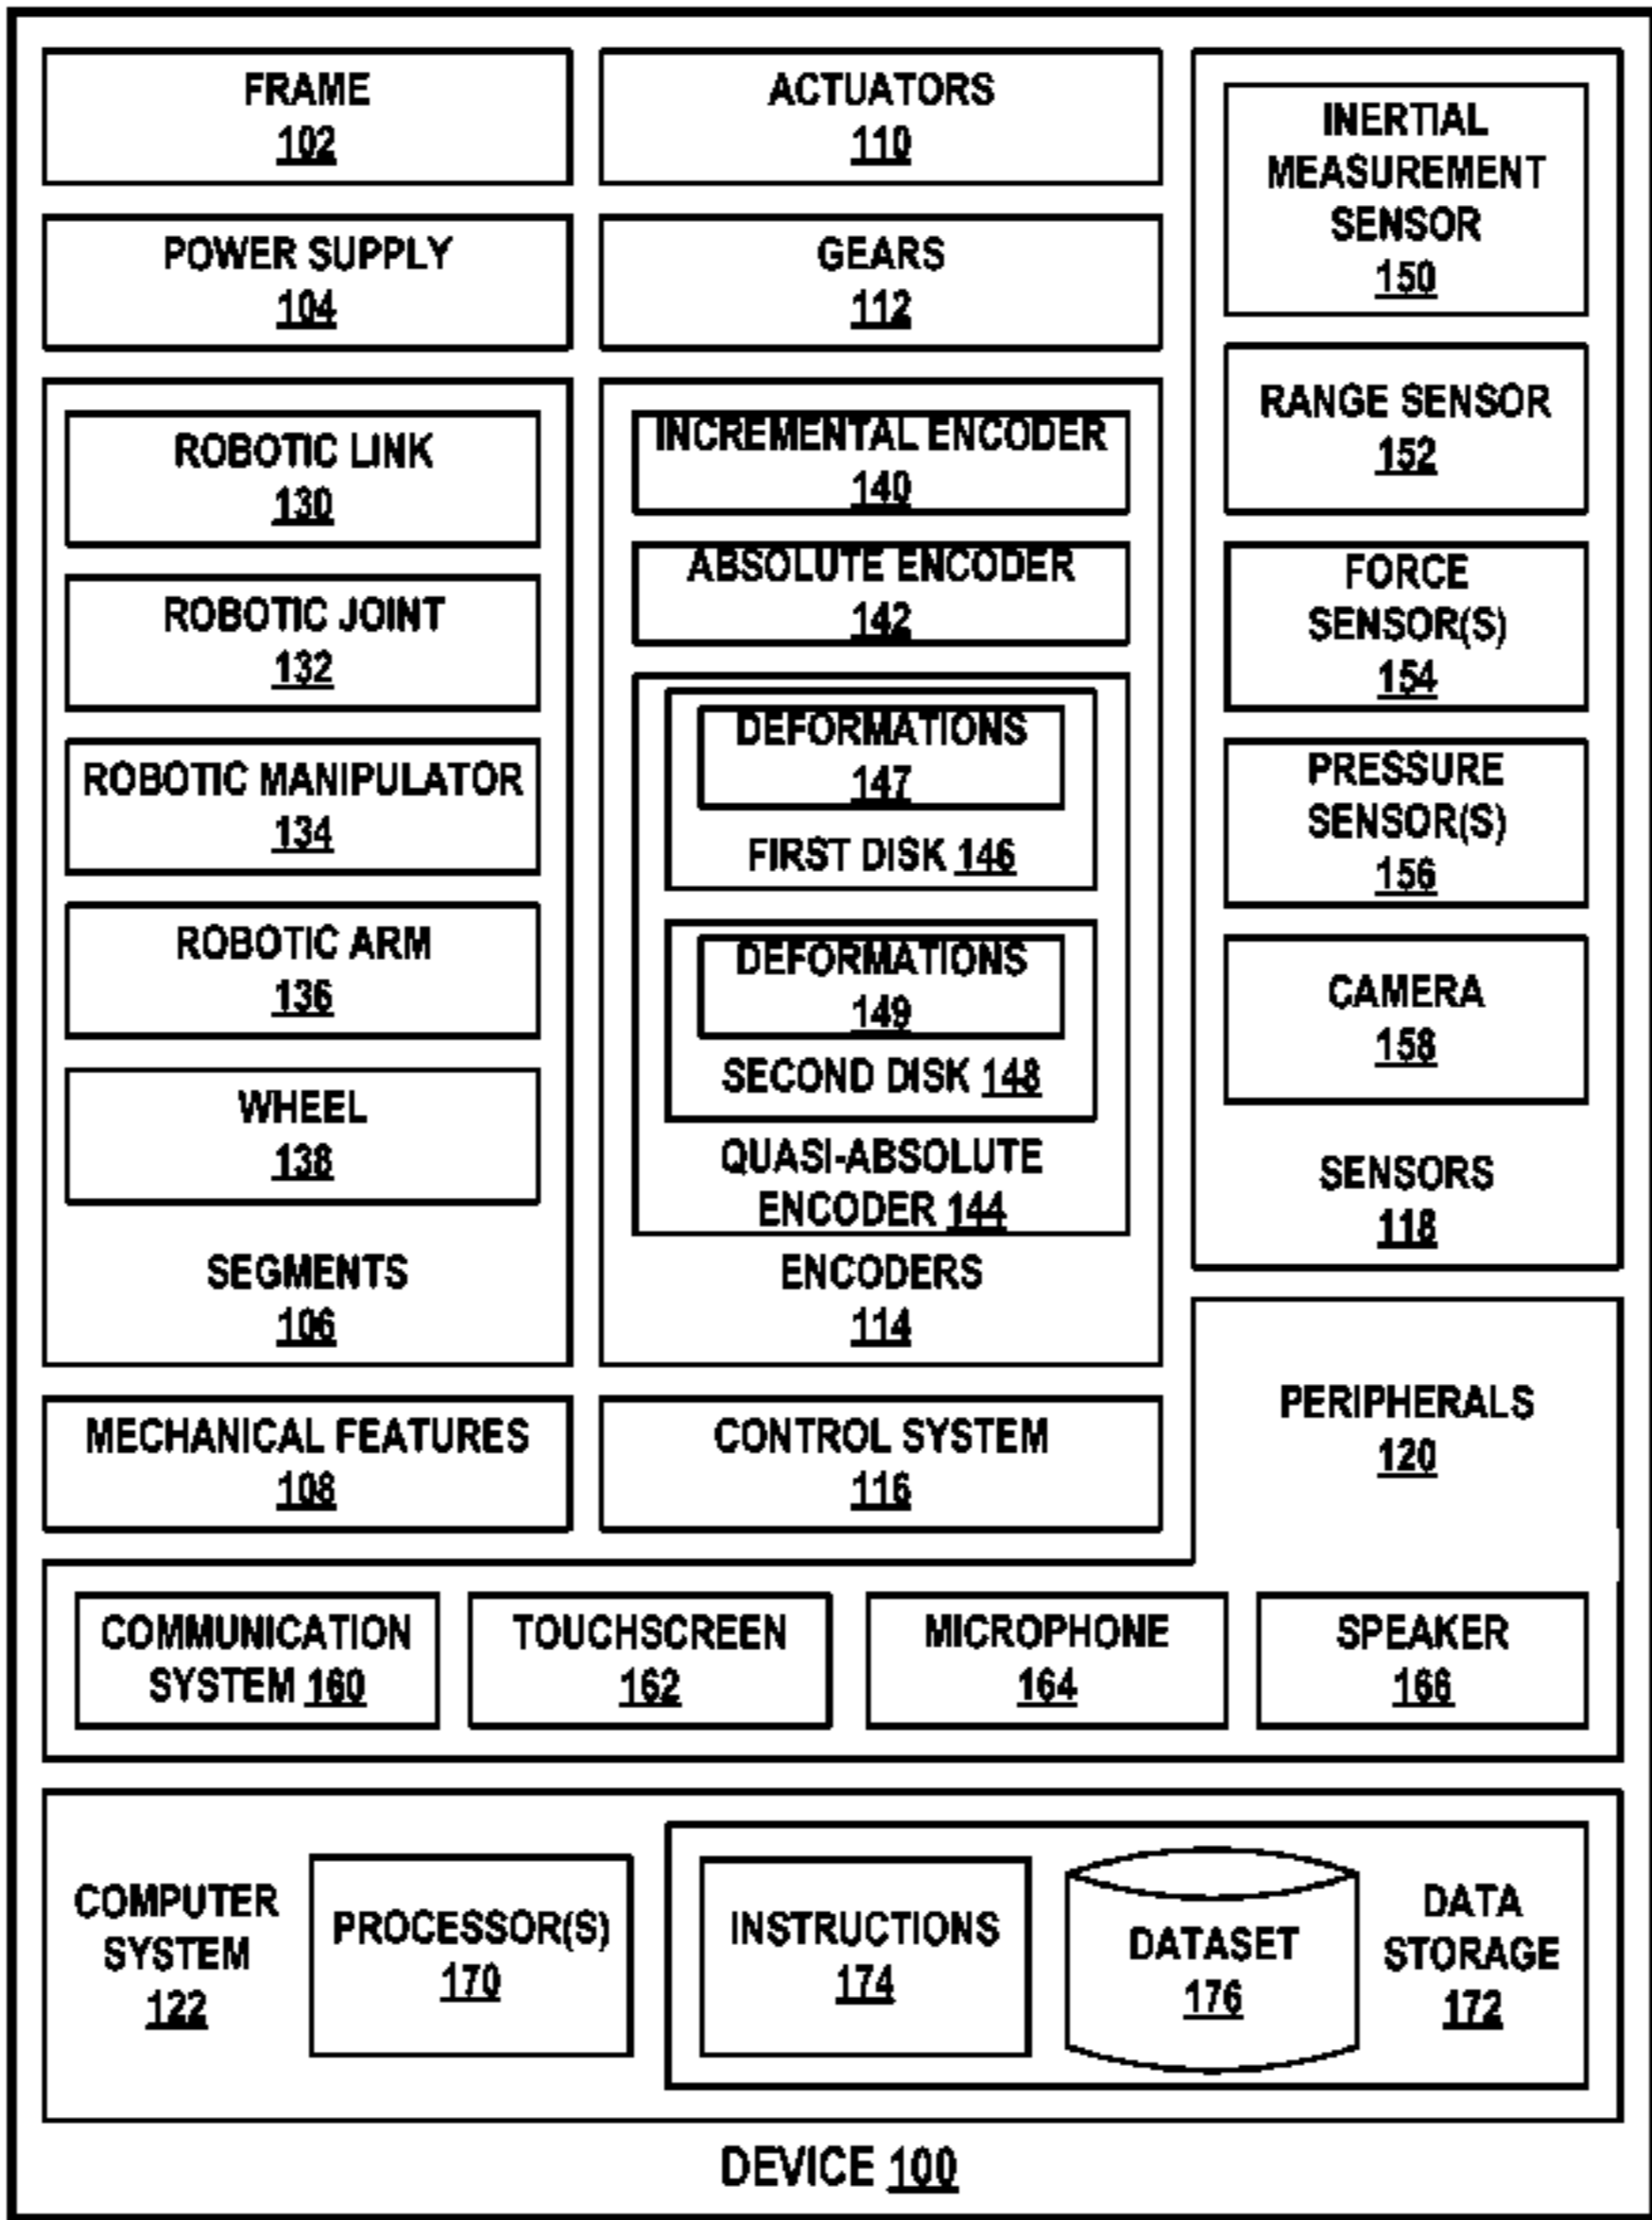 FRAME
102
ACTUATORS
110
POWER SUPPLY
104
GEARS
112
ROBOTIC LINK
130
ROBOTIC JOINT
132
ROBOTIC MANIPULATOR
134
ROBOTIC ARM
136
WHEEL
138
SEGMENTS
106
INCREMENTAL ENCODER
140
ABSOLUTE ENCODER
142
DEFORMATIONS
147
FIRST DISK 146
DEFORMATIONS
149
SECOND DISK 148
QUASI-ABSOLUTE
ENCODER 144
ENCODERS
114
INERTIAL
MEASUREMENT
SENSOR
150
RANGE SENSOR
152
FORCE
SENSOR(S)
154
PRESSURE
SENSOR(S)
156
CAMERA
158
SENSORS
118
MECHANICAL FEATURES
108
CONTROL SYSTEM
116
PERIPHERALS
120
COMMUNICATION
SYSTEM 160
TOUCHSCREEN
162
MICROPHONE
164
SPEAKER
166
COMPUTER
SYSTEM
122
PROCESSOR(S)
170
INSTRUCTIONS
174
DATASET
176
DATA
STORAGE
172
DEVICE 100